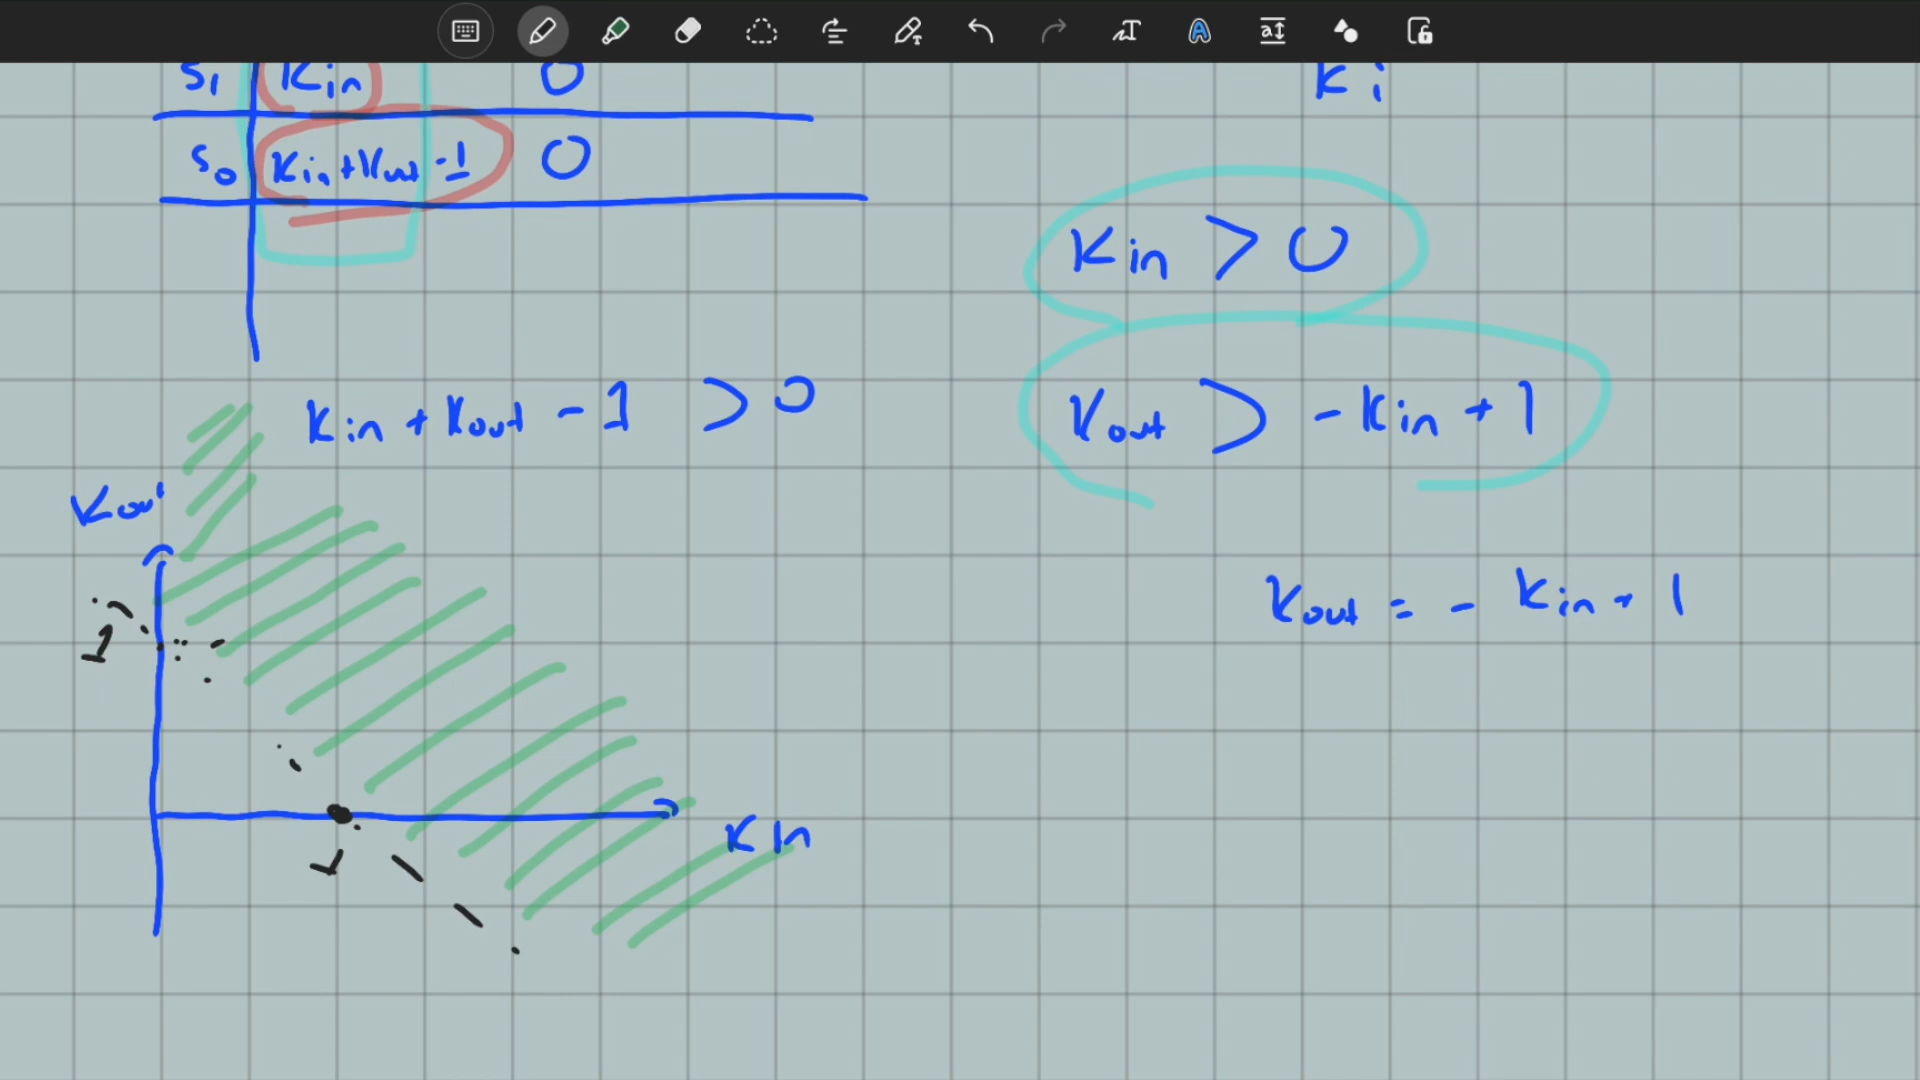 S1 Kin 0
Ki
S0 Kin+Kout-1 0
Kin > 0
Kin + Kout - 1 > 0
Kout > -Kin + 1
Kout
Kout = - Kin + 1
1
Kin
1